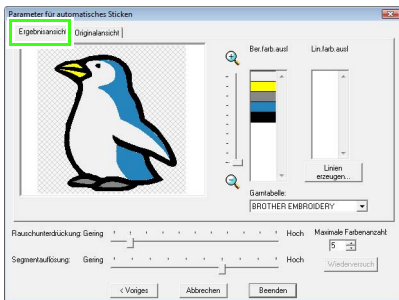 Parameter für automatisches Sticken
Ergebnisansicht Originalansicht
Ber.farb.ausl Lin.farb.ausl
Linien
erzeugen...
Garntabelle:
BROTHER EMBROIDERY
Rauschunterdrückung: Gering Hoch Maximale Farbenanzahl
5
Segmentauflösung: Gering Hoch Wiederversuch
< Voriges Abbrechen Beenden